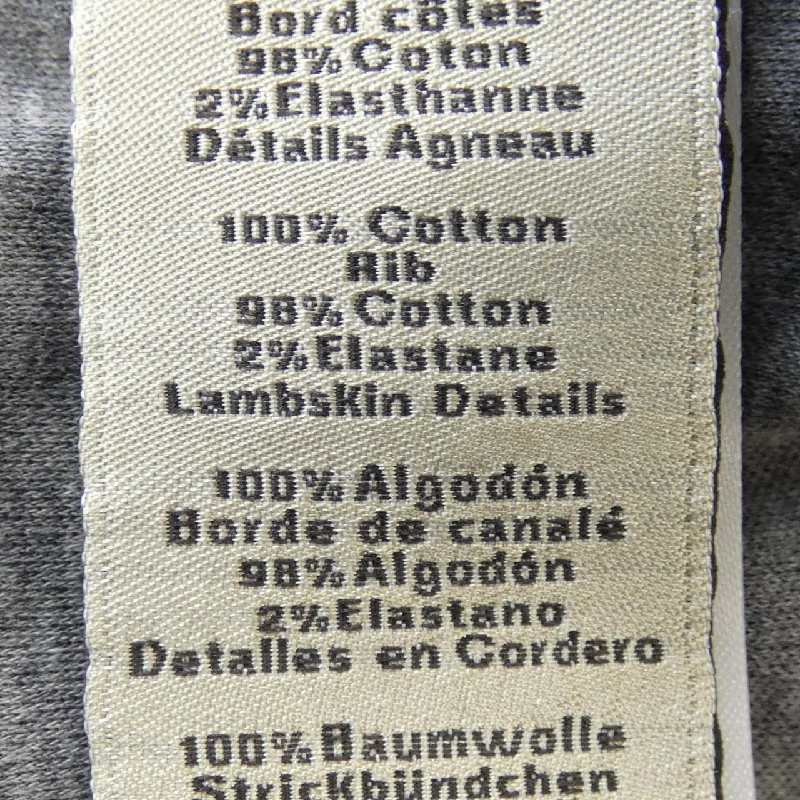 Bord côtes
98% Coton
2% Elasthanne
Détails Agneau
100% Cotton
Rib
98% Cotton
2% Elastane
Lambskin Details
100% Algodón
Borde de canalé
98% Algodón
2% Elastano
Detalles en Cordero
100% Baumwolle
Strickbündchen